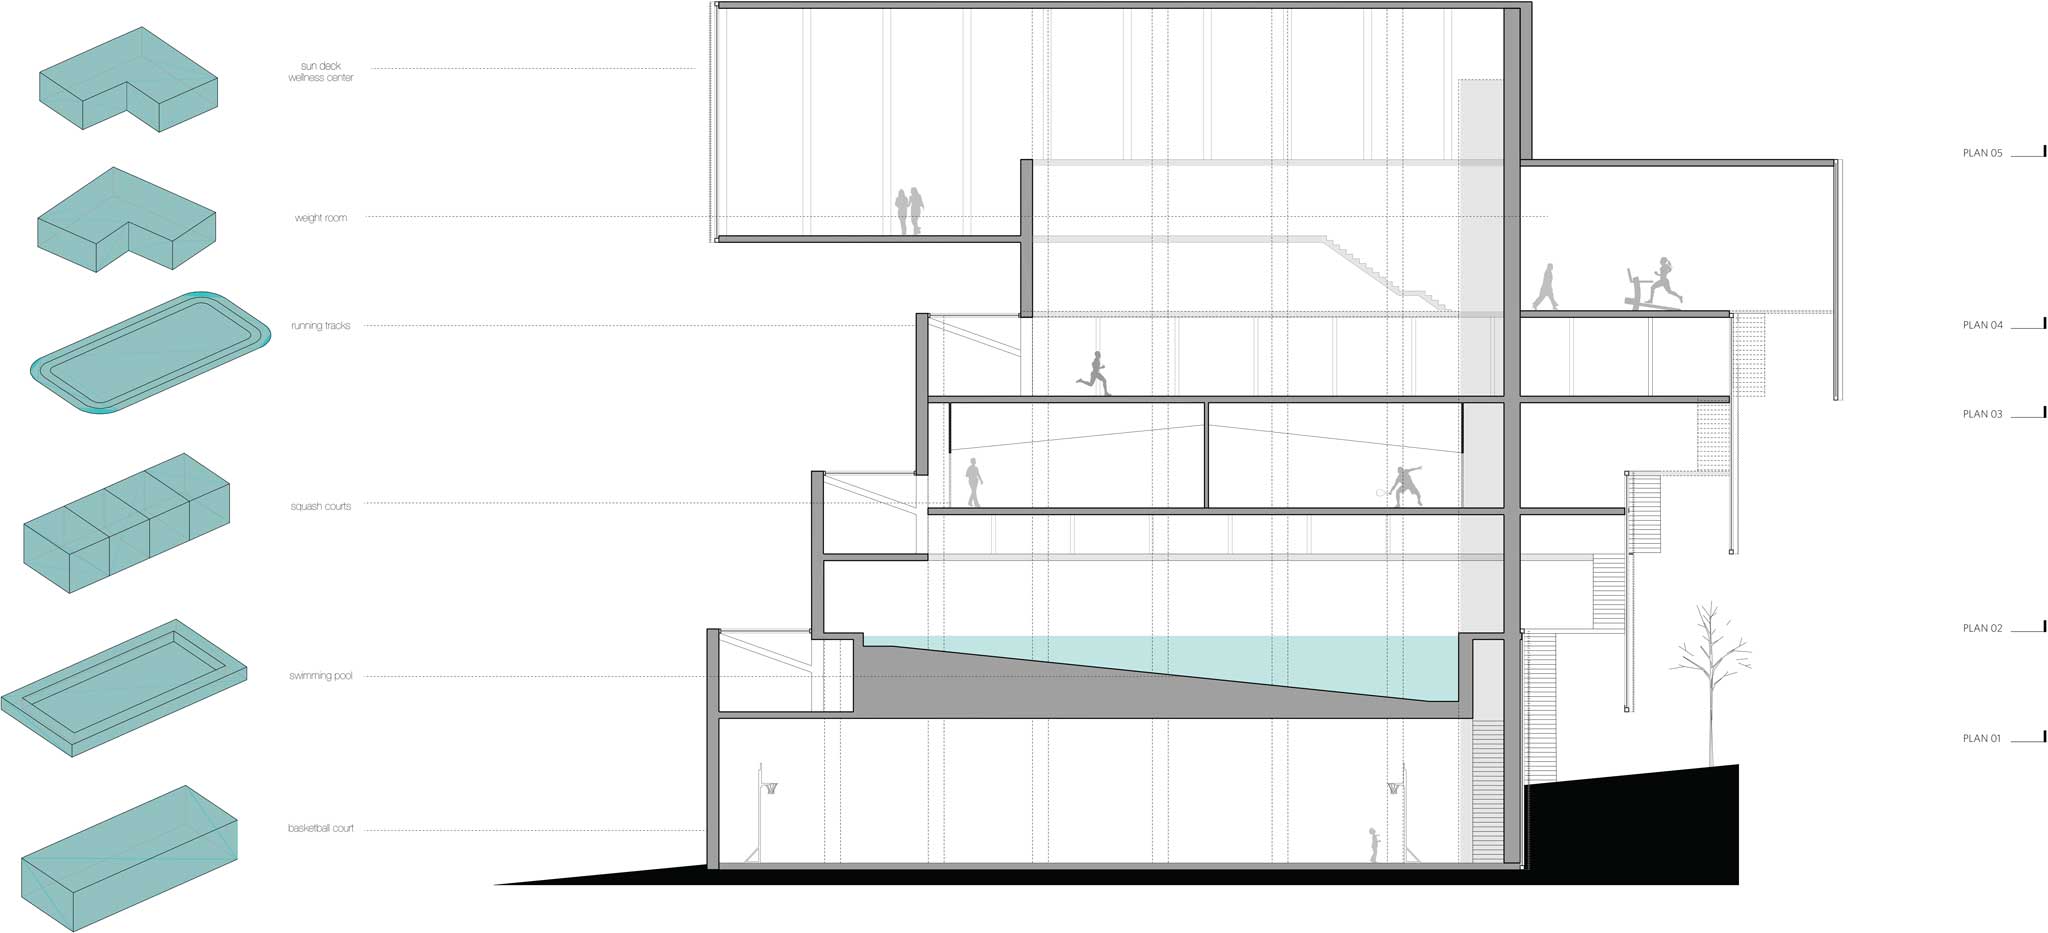 sun deck
wellness center
weight room
running tracks
squash courts
swimming pool
basketball court
PLAN 05
PLAN 04
PLAN 03
PLAN 02
PLAN 01